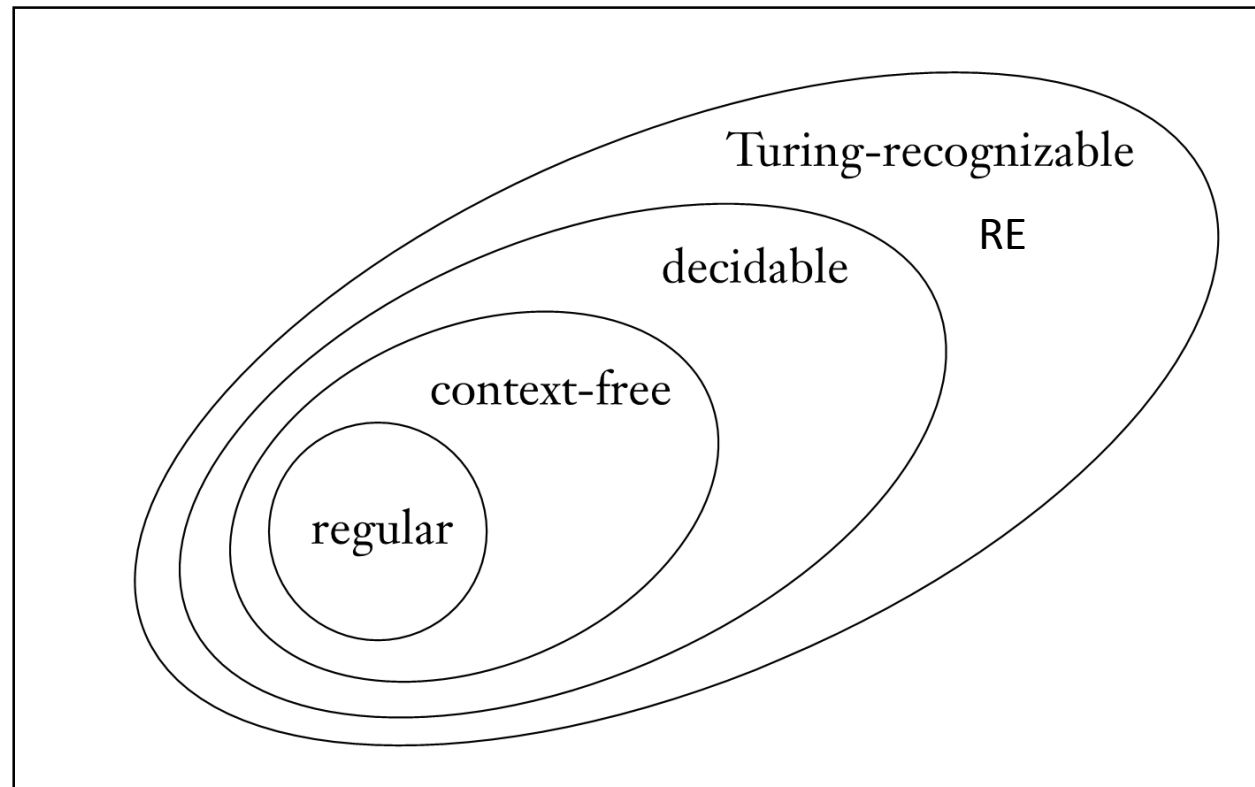 Turing-recognizable
RE
decidable
context-free
regular